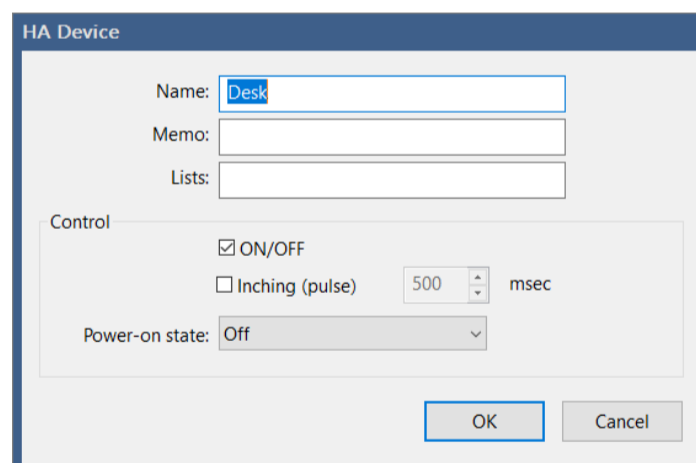 HA Device
Name: Desk
Memo:
Lists:
Control
ON/OFF
Inching (pulse) 500 msec
Power-on state: Off
OK Cancel